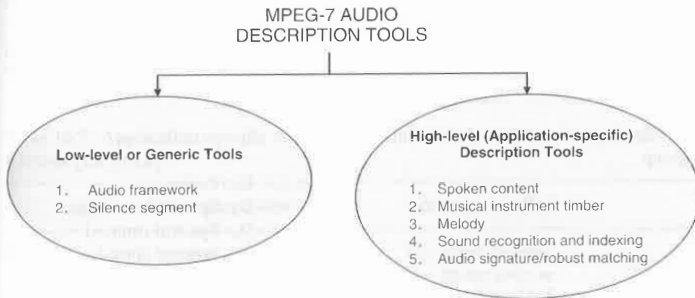 MPEG-7 AUDIO
DESCRIPTION TOOLS
Low-level or Generic Tools
1. Audio framework
2. Silence segment
High-level (Application-specific)
Description Tools
1. Spoken content
2. Musical instrument timber
3. Melody
4. Sound recognition and indexing
5. Audio signature/robust matching